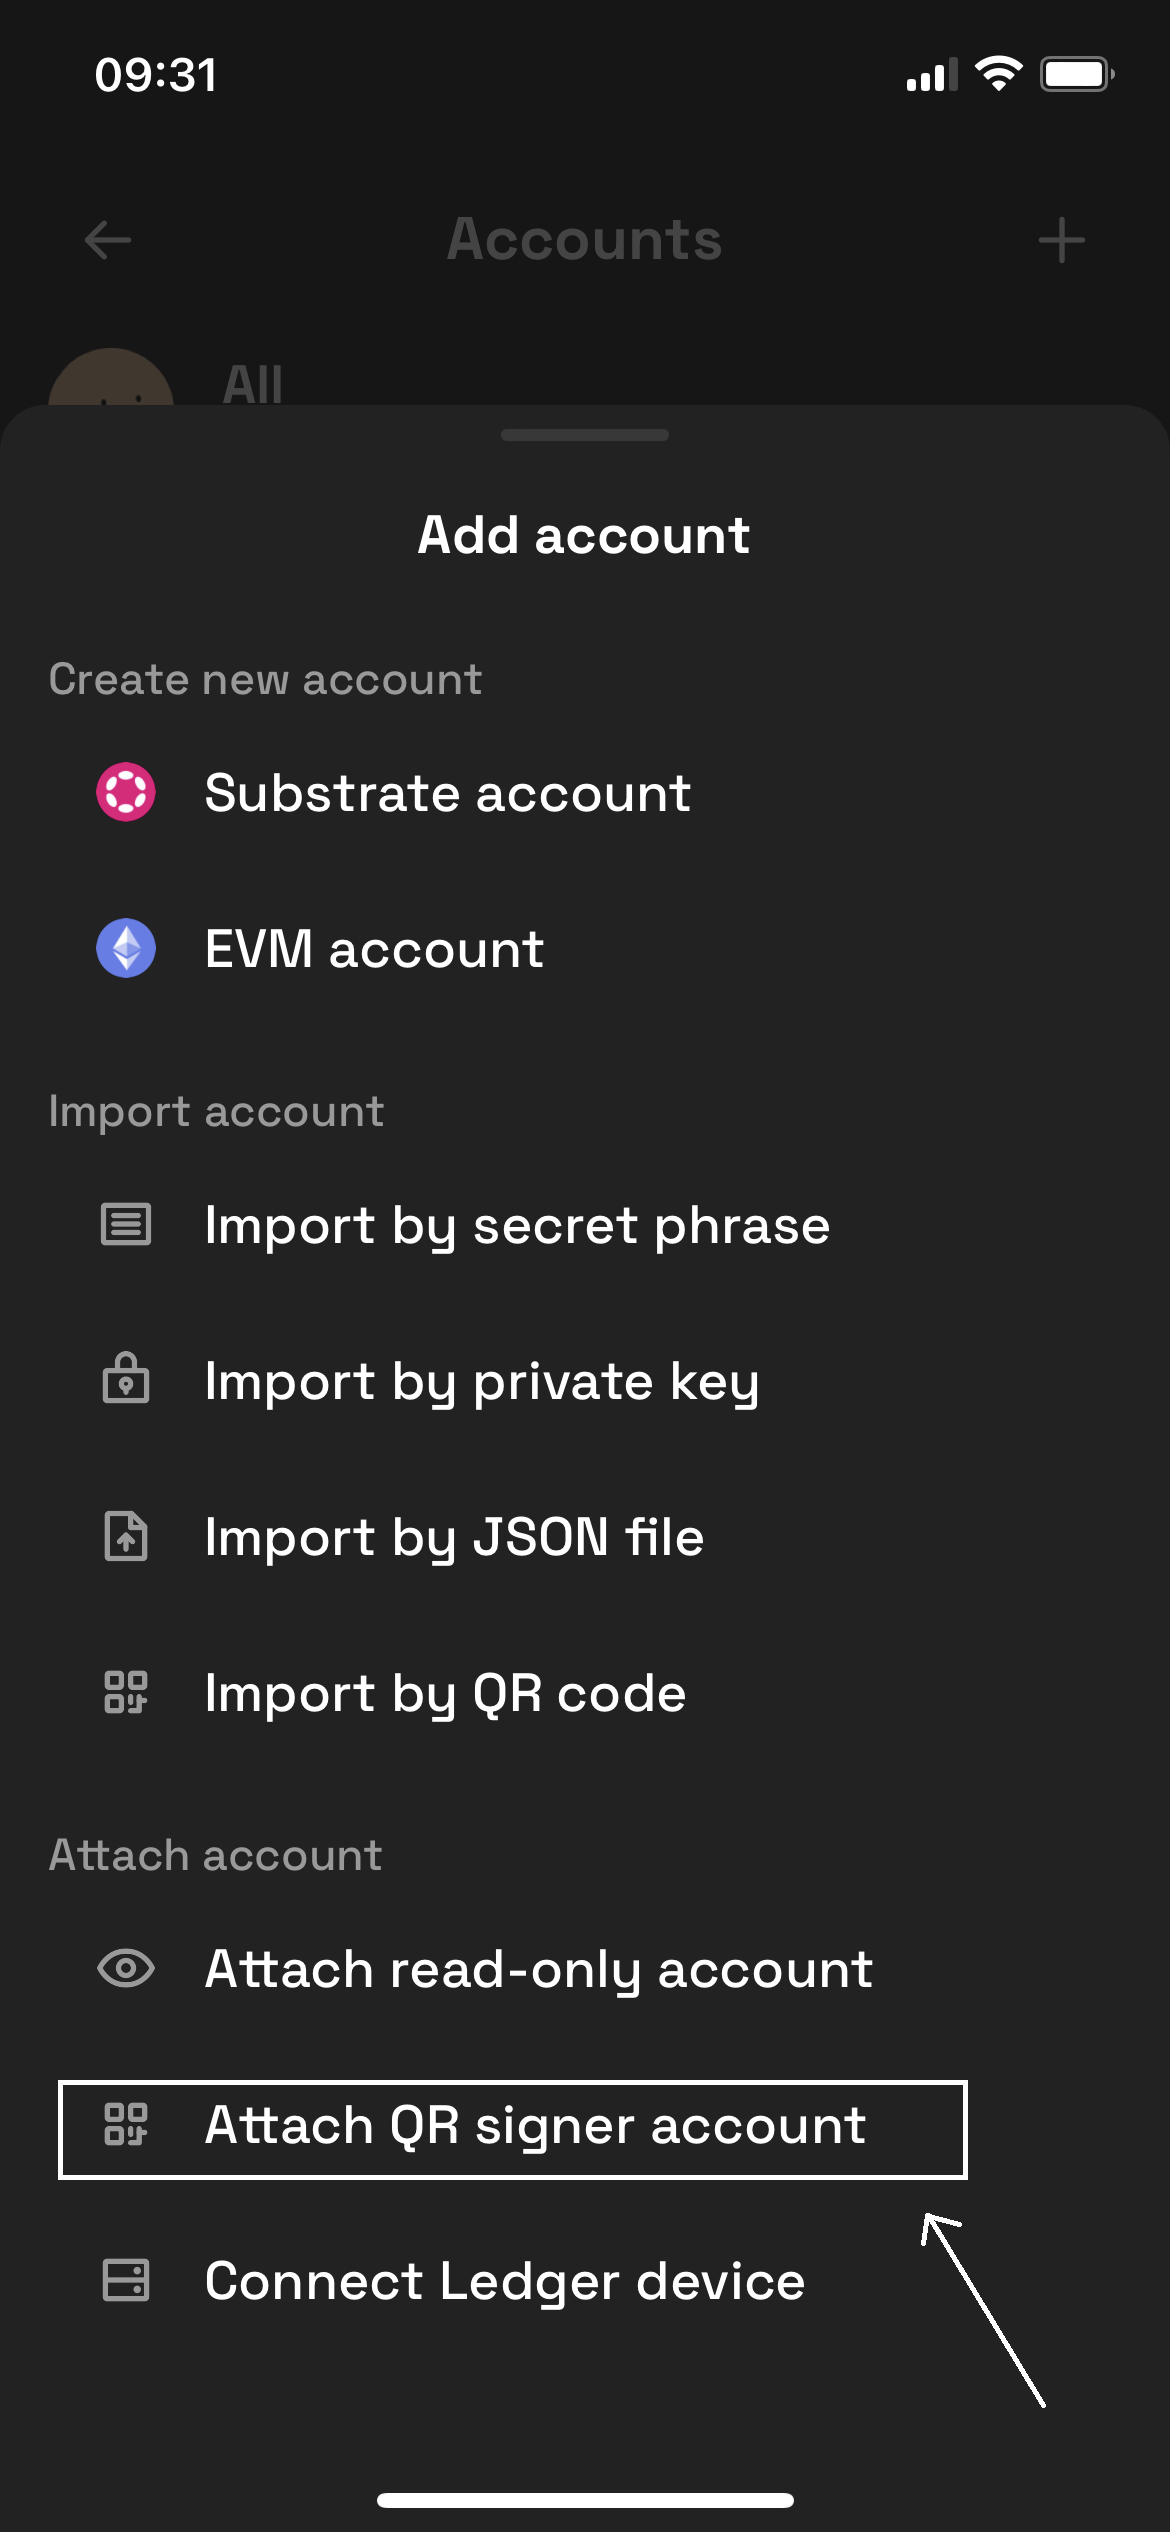 09:31
Accounts
All
Add account
Create new account
Substrate account
EVM account
Import account
Import by secret phrase
Import by private key
Import by JSON file
Import by QR code
Attach account
Attach read-only account
Attach QR signer account
Connect Ledger device